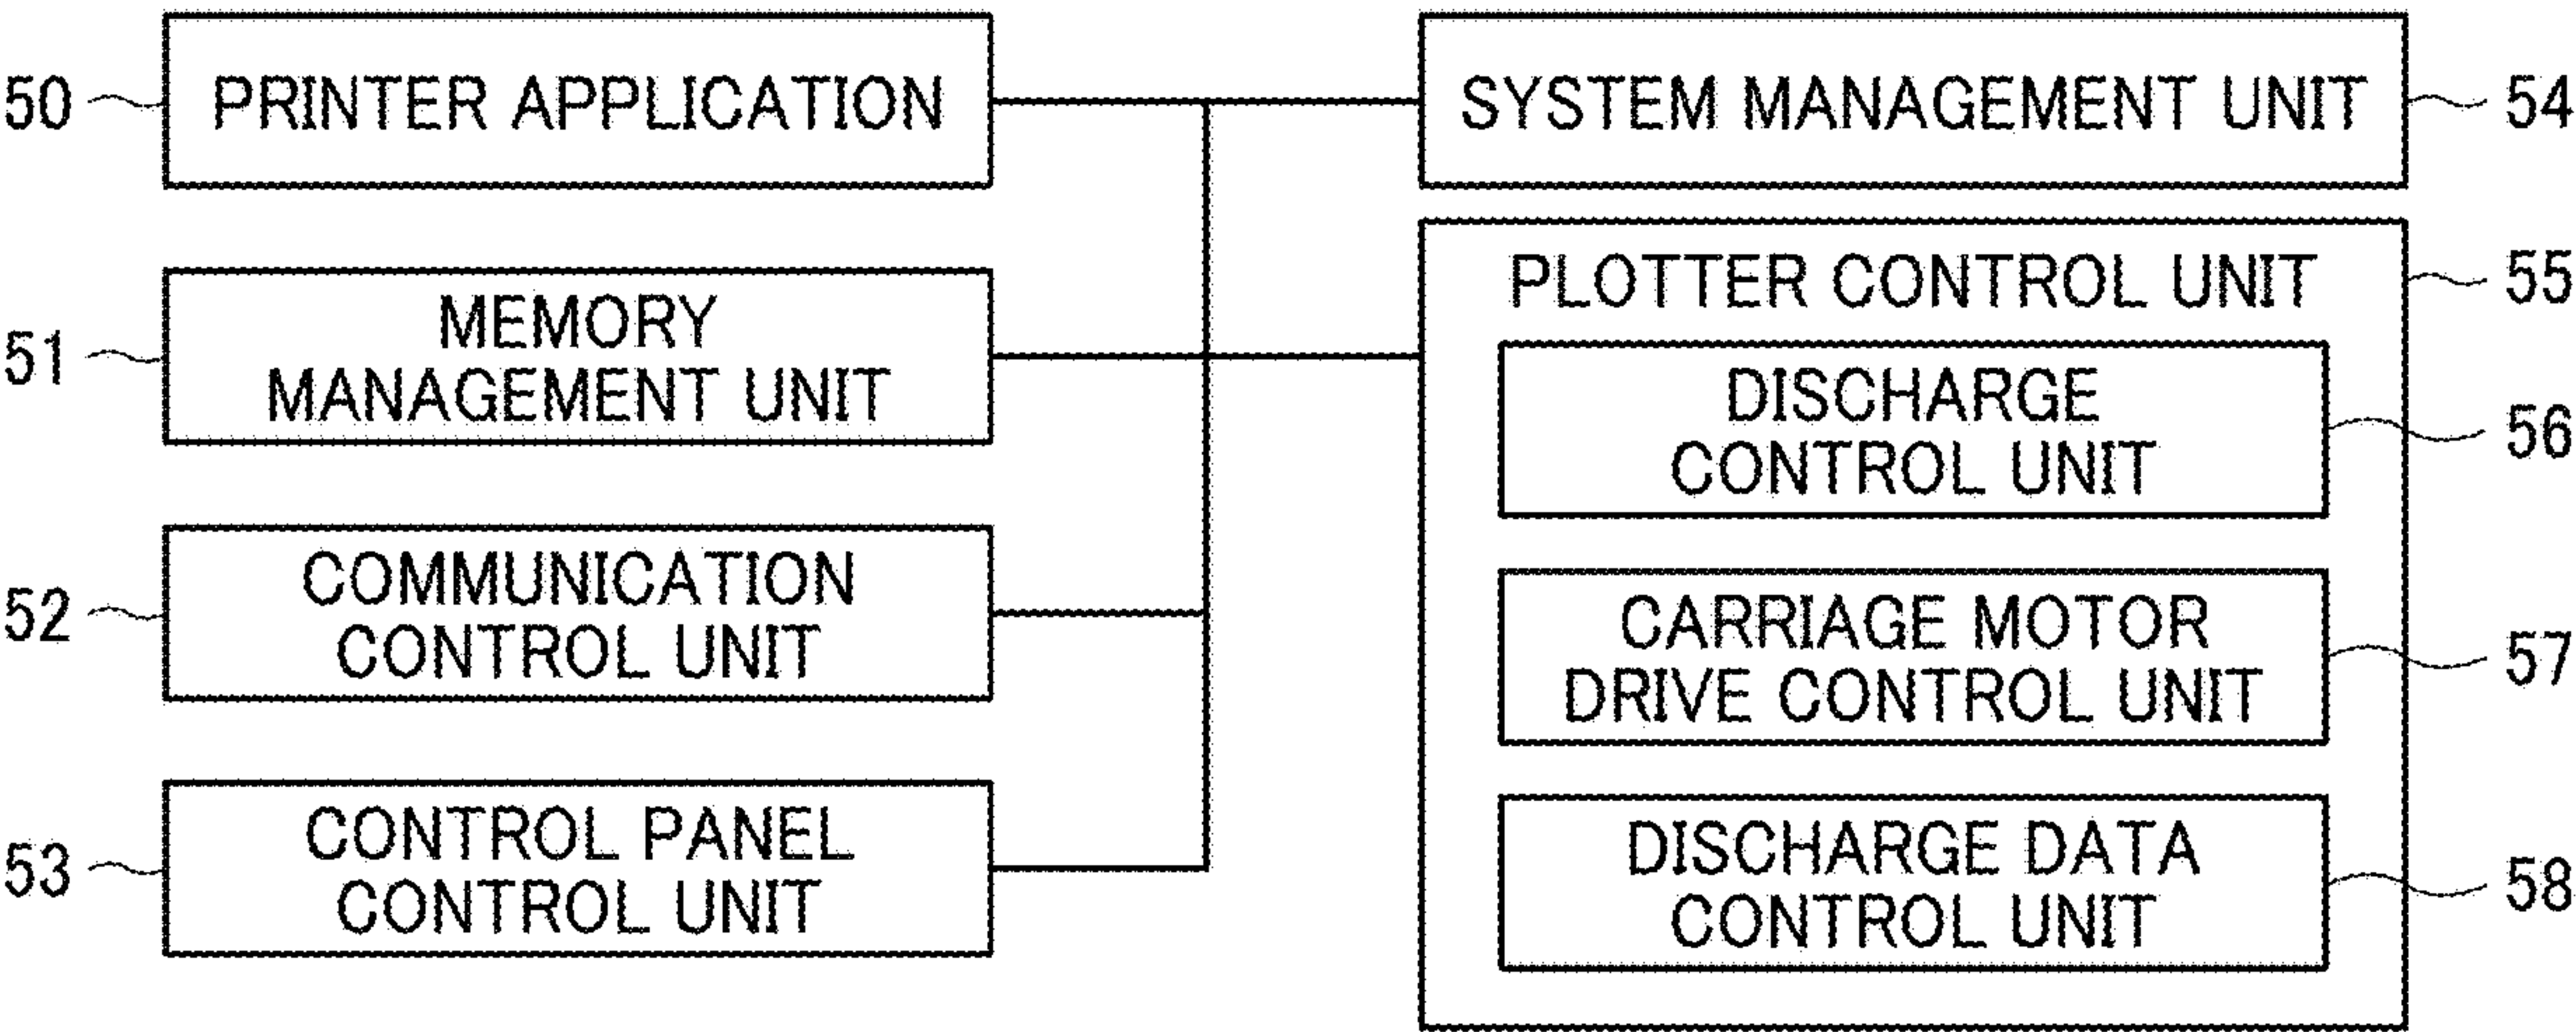 50
PRINTER APPLICATION
51
MEMORY
MANAGEMENT UNIT
52
COMMUNICATION
CONTROL UNIT
53
CONTROL PANEL
CONTROL UNIT
SYSTEM MANAGEMENT UNIT
54
PLOTTER CONTROL UNIT
55
DISCHARGE
CONTROL UNIT
56
CARRIAGE MOTOR
DRIVE CONTROL UNIT
57
DISCHARGE DATA
CONTROL UNIT
58